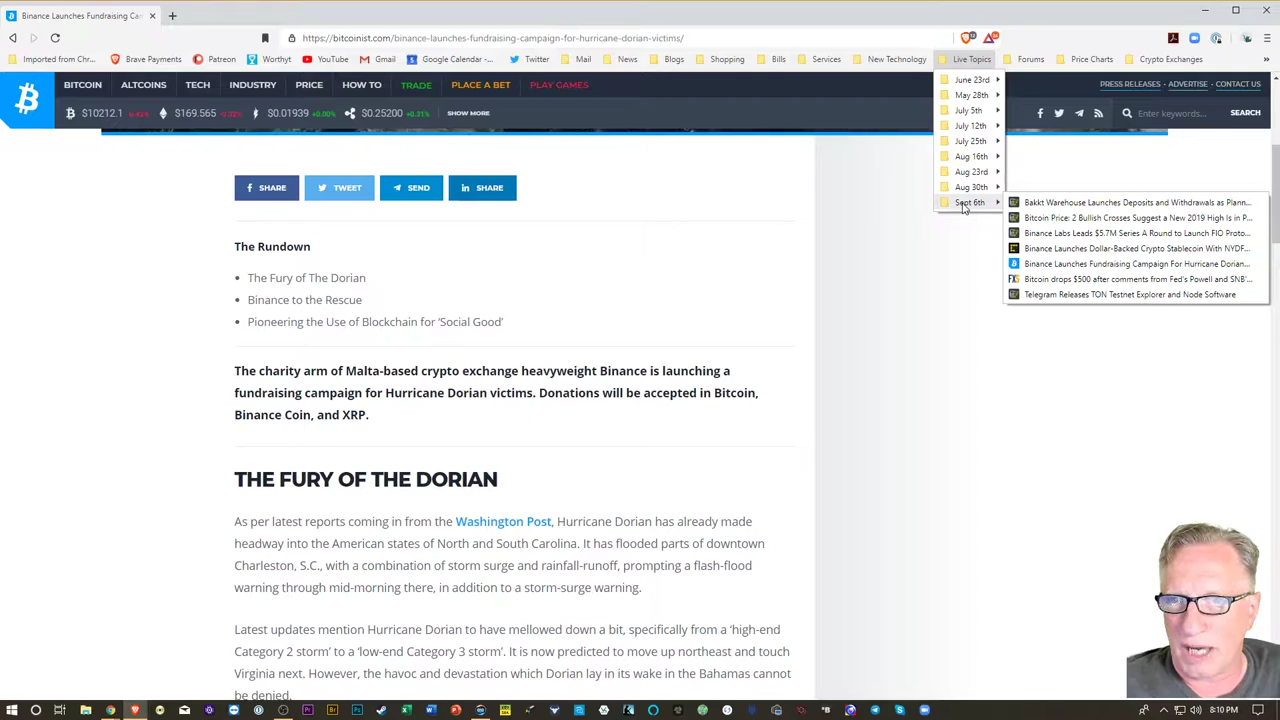 Binance Launches Fundraising Car
https://bitcoinist.com/binance-launches-fundraising-campaign-for-hurricane-dorian-victims/
Imported from Chr... Brave Payments Patreon Worthyt YouTube Gmail Google Calendar -... Twitter Mail News Blogs Shopping Bills Services New Technology Live Topics Forums Price Charts Crypto Exchanges
BITCOIN ALTCOINS TECH INDUSTRY PRICE HOW TO TRADE PLACE A BET PLAY GAMES
PRESS RELEASES - ADVERTISE - CONTACT US
$10212.1 $169.565 $0.01939 +0.00% $0.25200 +0.31% SHOW MORE
Enter keywords... SEARCH
June 23rd
May 28th
July 5th
July 12th
July 25th
Aug 16th
Aug 23rd
Aug 30th
Sept 6th
Bakkt Warehouse Launches Deposits and Withdrawals as Plann...
Bitcoin Price: 2 Bullish Crosses Suggest a New 2019 High Is in P...
Binance Labs Leads $5.7M Series A Round to Launch FIO Proto...
Binance Launches Dollar-Backed Crypto Stablecoin With NYDF...
Binance Launches Fundraising Campaign For Hurricane Dorian...
Bitcoin drops $500 after comments from Fed's Powell and SNB'...
Telegram Releases TON Testnet Explorer and Node Software
SHARE TWEET SEND SHARE
The Rundown
• The Fury of The Dorian
• Binance to the Rescue
• Pioneering the Use of Blockchain for ‘Social Good’
The charity arm of Malta-based crypto exchange heavyweight Binance is launching a
fundraising campaign for Hurricane Dorian victims. Donations will be accepted in Bitcoin,
Binance Coin, and XRP.
THE FURY OF THE DORIAN
As per latest reports coming in from the Washington Post, Hurricane Dorian has already made
headway into the American states of North and South Carolina. It has flooded parts of downtown
Charleston, S.C., with a combination of storm surge and rainfall-runoff, prompting a flash-flood
warning through mid-morning there, in addition to a storm-surge warning.
Latest updates mention Hurricane Dorian to have mellowed down a bit, specifically from a ‘high-end
Category 2 storm’ to a ‘low-end Category 3 storm’. It is now predicted to move up northeast and touch
Virginia next. However, the havoc and devastation which Dorian lay in its wake in the Bahamas cannot
be denied.
8:10 PM